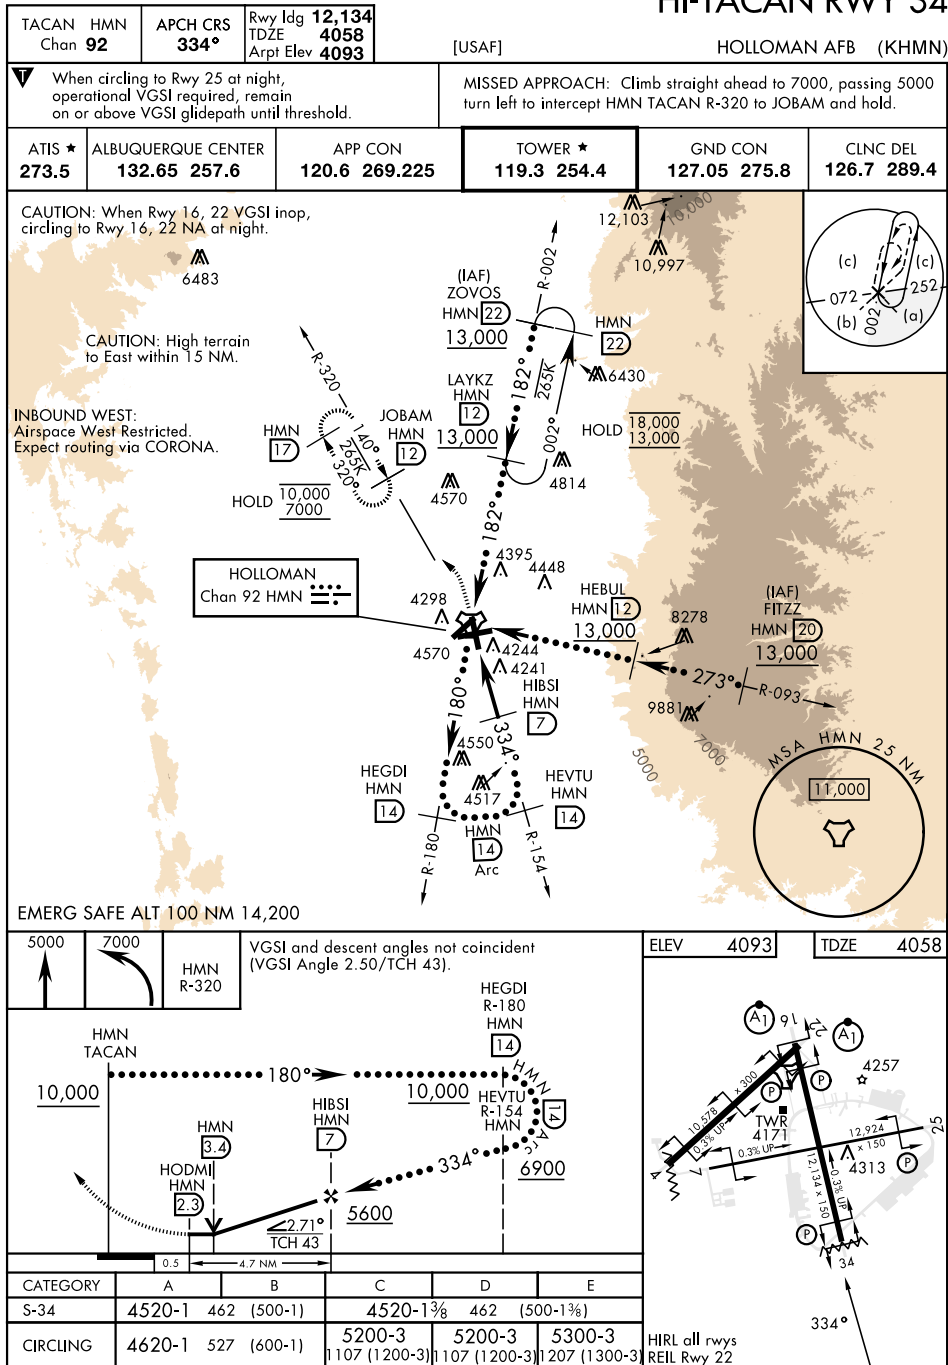 HI-TACAN RWY 34
TACAN HMN
Chan 92
APCH CRS
334°
Rwy ldg 12,134
TDZE 4058
Arpt Elev 4093
[USAF]
HOLLOMAN AFB (KHMN)
T
When circling to Rwy 25 at night,
operational VGSI required, remain
on or above VGSI glidepath until threshold.
MISSED APPROACH: Climb straight ahead to 7000, passing 5000
turn left to intercept HMN TACAN R-320 to JOBAM and hold.
ATIS ★
273.5
ALBUQUERQUE CENTER
132.65 257.6
APP CON
120.6 269.225
TOWER ★
119.3 254.4
GND CON
127.05 275.8
CLNC DEL
126.7 289.4
CAUTION: When Rwy 16, 22 VGSI inop,
circling to Rwy 16, 22 NA at night.
6483
CAUTION: High terrain
to East within 15 NM.
INBOUND WEST:
Airspace West Restricted.
Expect routing via CORONA.
12,103
10,000
10,997
R-002
(IAF)
ZOVOS
HMN 22
13,000
HMN
22
6430
(c)
(c)
072
252
(b)
002
(a)
182°
265K
002°
LAYKZ
HMN
12
13,000
HOLD 18,000
13,000
4814
4570
R-320
HMN
17
JOBAM
HMN
12
140°
265K
320°
HOLD 10,000
7000
182°
HOLLOMAN
Chan 92 HMN
4395
4448
4298
4570
4244
4241
HEBUL
HMN 12
13,000
8278
(IAF)
FITZZ
HMN 20
13,000
273°
R-093
9881
7000
5000
HIBSI
HMN
7
180°
334°
4550
4517
HEGDI
HMN
14
HEVTU
HMN
14
HMN
14
Arc
R-180
R-154
MSA HMN 25 NM
11,000
EMERG SAFE ALT 100 NM 14,200
5000
7000
HMN
R-320
VGSI and descent angles not coincident
(VGSI Angle 2.50/TCH 43).
HMN
TACAN
10,000
180°
10,000
HEGDI
R-180
HMN
14
HMN
14
Arc
HEVTU
R-154
HMN
6900
334°
HIBSI
HMN
7
5600
HMN
3.4
HODMI
HMN
2.3
2.71°
TCH 43
0.5
4.7 NM
ELEV 4093
TDZE 4058
A1
16
22
A1
4257
P
P
10,578 x 300
0.3% UP
TWR
4171
12,924 x 150
0.3% UP
25
4
7
4313
P
12,134 x 150
0.3% UP
P
34
334°
HIRL all rwys
REIL Rwy 22
CATEGORY A B C D E
S-34 4520-1 462 (500-1) 4520-1⅜ 462 (500-1⅜)
CIRCLING 4620-1 527 (600-1) 5200-3 1107 (1200-3) 5200-3 1107 (1200-3) 5300-3 1207 (1300-3)